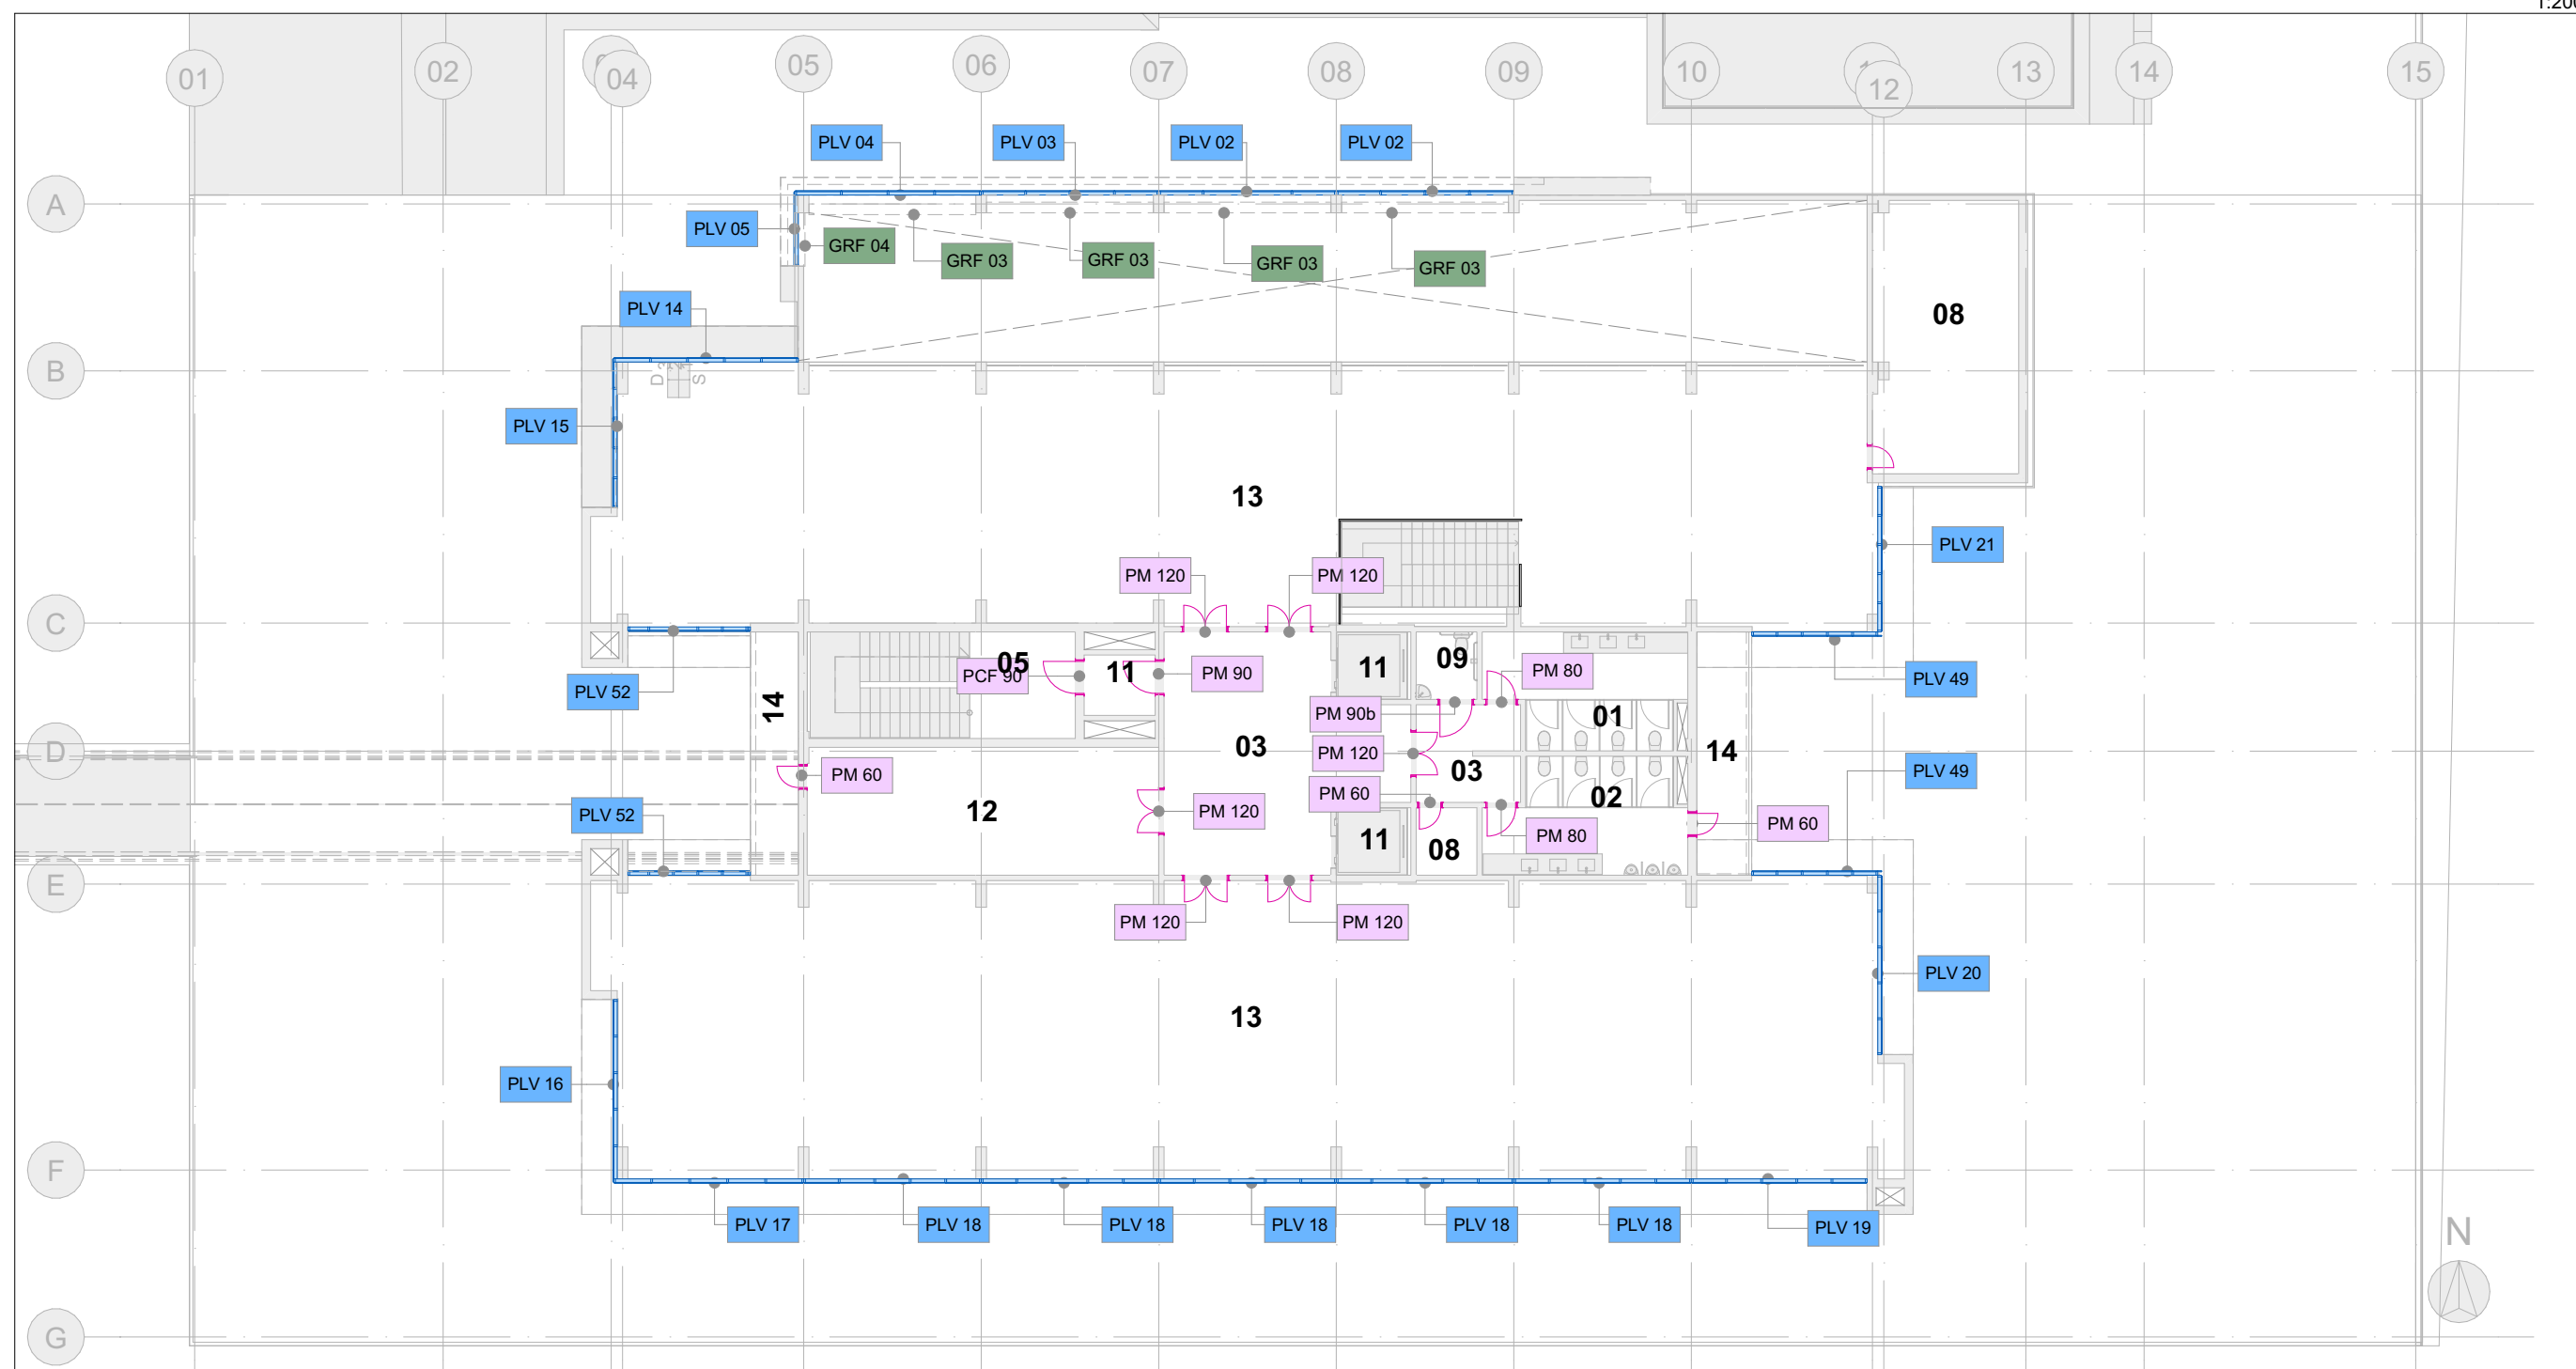 01
02
04
05
06
07
08
09
10
12
13
14
15
PLV 04
PLV 03
PLV 02
PLV 02
A
PLV 05
GRF 04
GRF 03
GRF 03
GRF 03
GRF 03
PLV 14
08
B
D
S
PLV 15
13
PLV 21
PM 120
PM 120
C
05
PCF 90
11
PM 90
11
09
PM 80
PLV 52
PLV 49
14
PM 90b
01
03
PM 120
14
D
03
PM 60
PLV 49
12
PM 120
PM 60
02
PLV 52
PM 60
11
08
PM 80
E
PM 120
PM 120
PLV 20
13
PLV 16
F
PLV 17
PLV 18
PLV 18
PLV 18
PLV 18
PLV 18
PLV 19
N
G